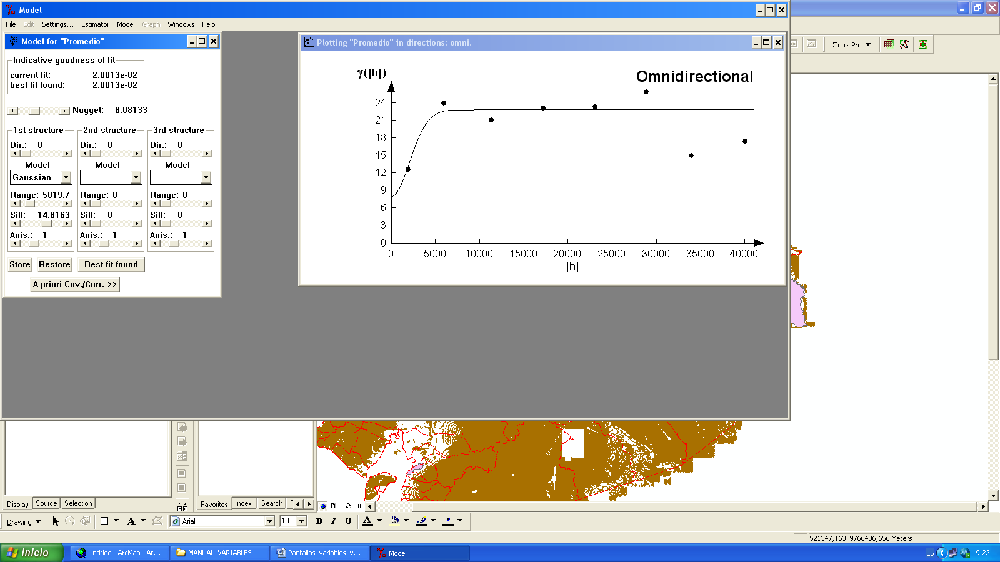 Model
File Edit Settings... Estimator Model Graph Windows Help
Model for "Promedio"
Indicative goodness of fit
current fit: 2.0013e-02
best fit found: 2.0013e-02
Nugget: 8.08133
1st structure 2nd structure 3rd structure
Dir.: 0 Dir.: 0 Dir.: 0
Model Model Model
Gaussian
Range: 5019.7 Range: 0 Range: 0
Sill: 14.8163 Sill: 0 Sill: 0
Anis.: 1 Anis.: 1 Anis.: 1
Store Restore Best fit found
A priori Cov./Corr. >>
Plotting "Promedio" in directions: omni.
γ(|h|)
Omnidirectional
24
21
18
15
12
9
6
3
0
0 5000 10000 15000 20000 25000 30000 35000 40000
|h|
XTools Pro
Display Source Selection
Favorites Index Search F
Drawing A Arial 10 B I U A
521347,163 9766486,656 Meters
Inicio Untitled - ArcMap - Ar... MANUAL_VARIABLES Pantallas_variables_v... Model ES 9:22